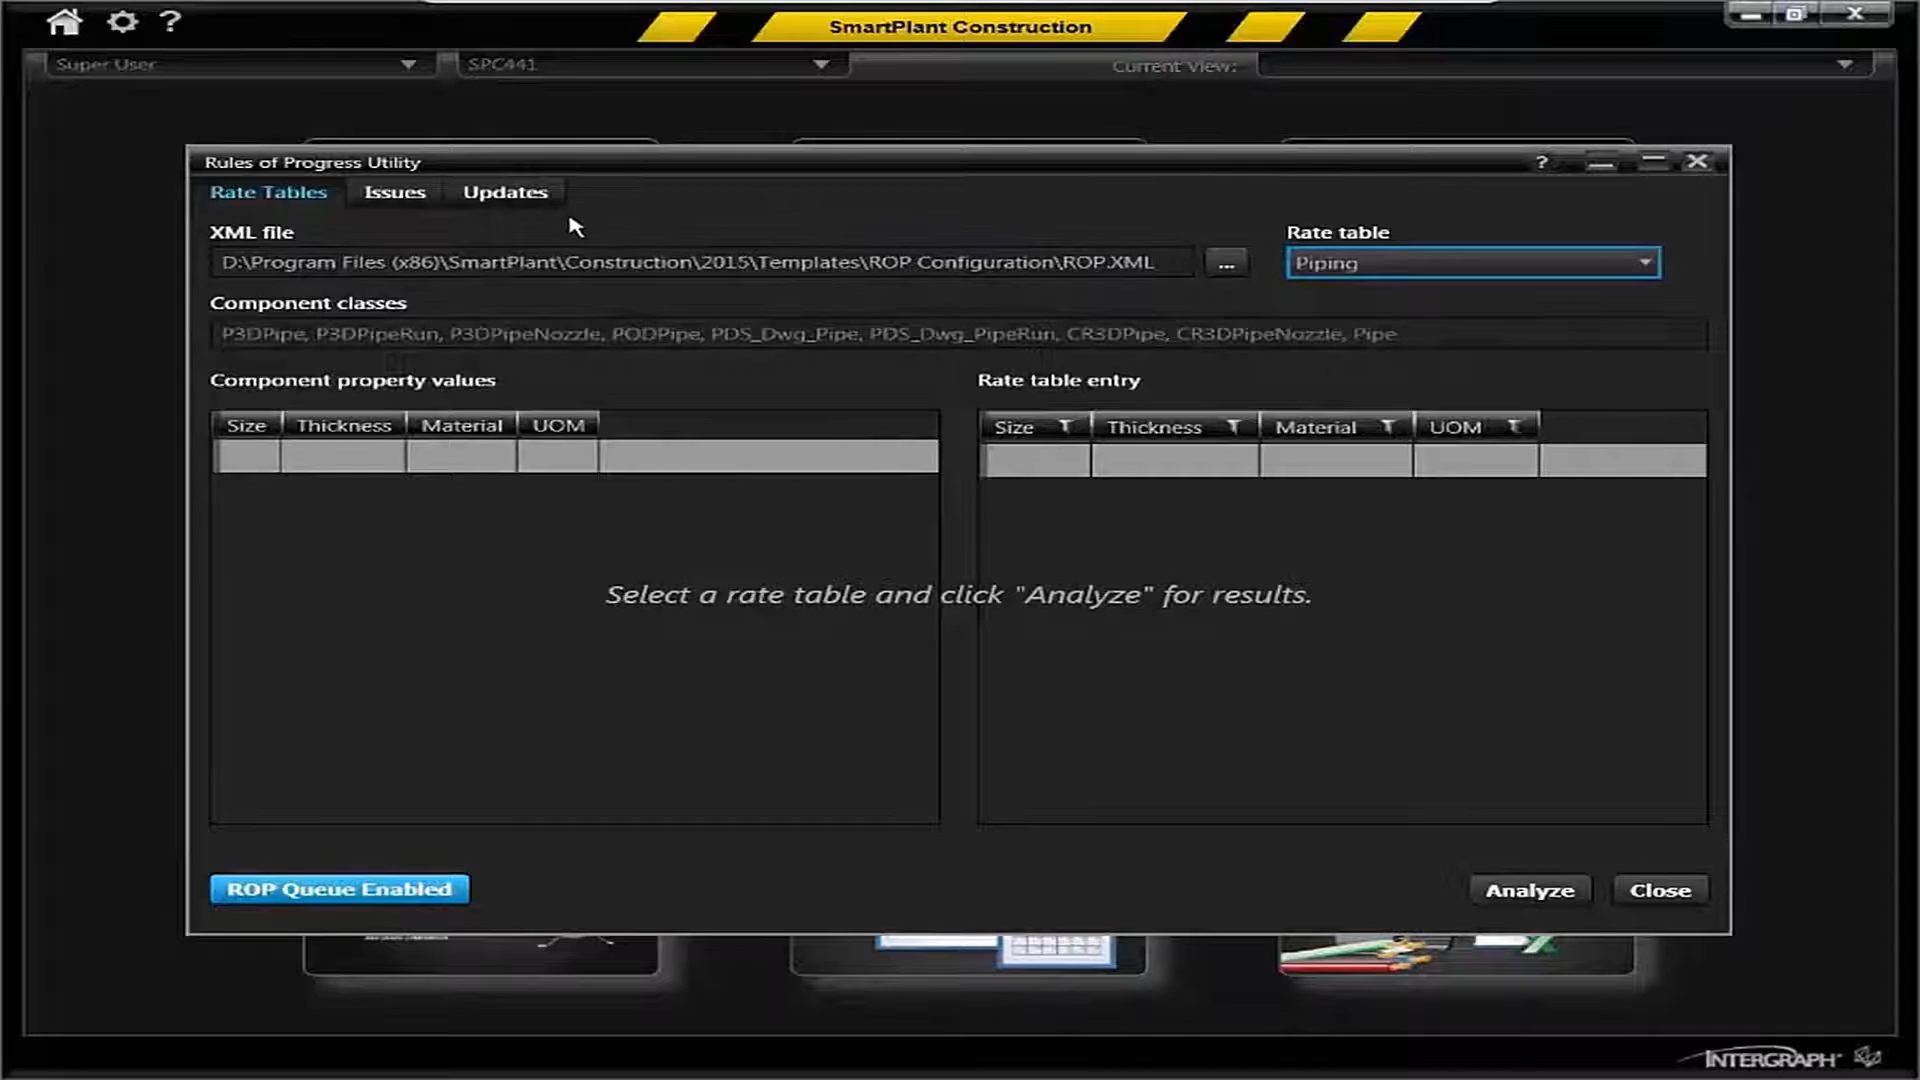 ?
SmartPlant Construction
Super User
SPC441
Current View:
Rules of Progress Utility
?
Rate Tables
Issues
Updates
XML file
Rate table
D:\Program Files (x86)\SmartPlant\Construction\2015\Templates\ROP Configuration\ROP.XML
...
Piping
Component classes
P3DPipe, P3DPipeRun, P3DPipeNozzle, PODPipe, PDS_Dwg_Pipe, PDS_Dwg_PipeRun, CR3DPipe, CR3DPipeNozzle, Pipe
Component property values
Rate table entry
Size Thickness Material UOM
Size Thickness Material UOM
Select a rate table and click "Analyze" for results.
ROP Queue Enabled
Analyze
Close
INTERGRAPH